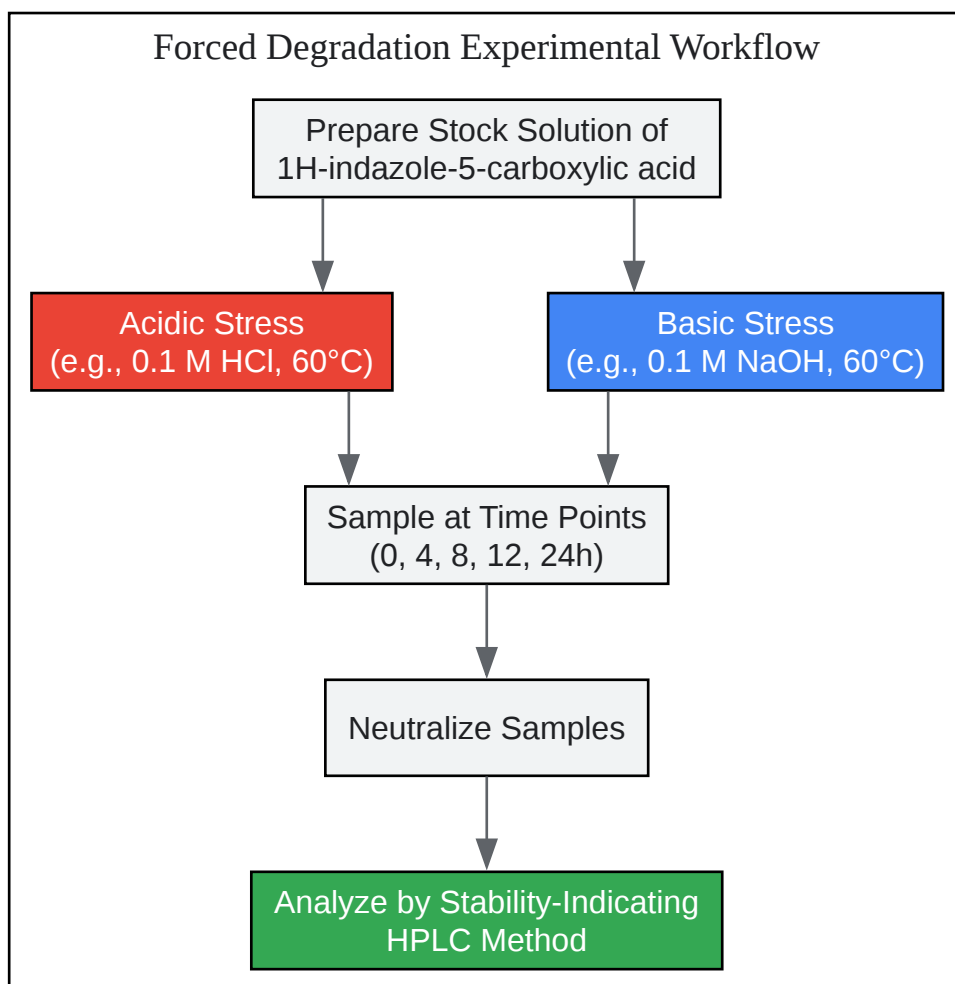 Forced Degradation Experimental Workflow
Prepare Stock Solution of
1H-indazole-5-carboxylic acid
Acidic Stress
(e.g., 0.1 M HCl, 60°C)
Basic Stress
(e.g., 0.1 M NaOH, 60°C)
Sample at Time Points
(0, 4, 8, 12, 24h)
Neutralize Samples
Analyze by Stability-Indicating
HPLC Method